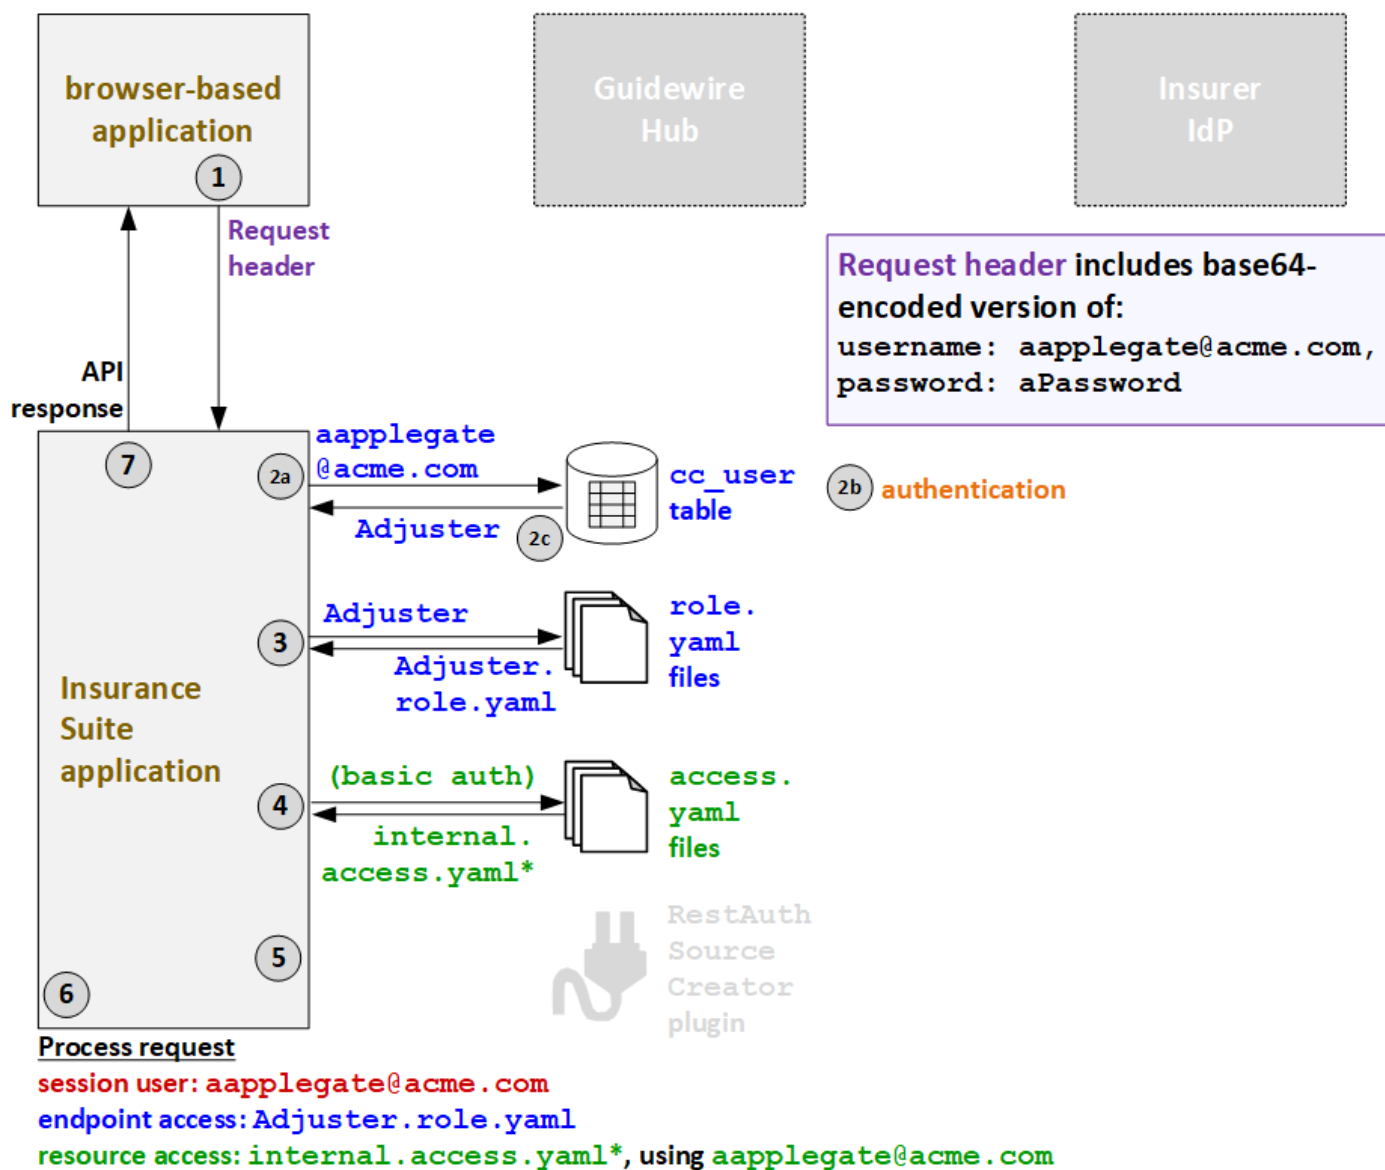 browser-based
application
1
Guidewire
Hub
Insurer
IdP
Request
header
Request header includes base64-
encoded version of:
username: aapplegate@acme.com,
password: aPassword
API
response
7
2a
aapplegate
@acme.com
Adjuster
2c
cc_user
table
2b
authentication
3
Adjuster
Adjuster.
role.yaml
role.
yaml
files
Insurance
Suite
application
4
(basic auth)
internal.
access.yaml*
access.
yaml
files
5
6
RestAuth
Source
Creator
plugin
Process request
session user: aapplegate@acme.com
endpoint access: Adjuster.role.yaml
resource access: internal.access.yaml*, using aapplegate@acme.com